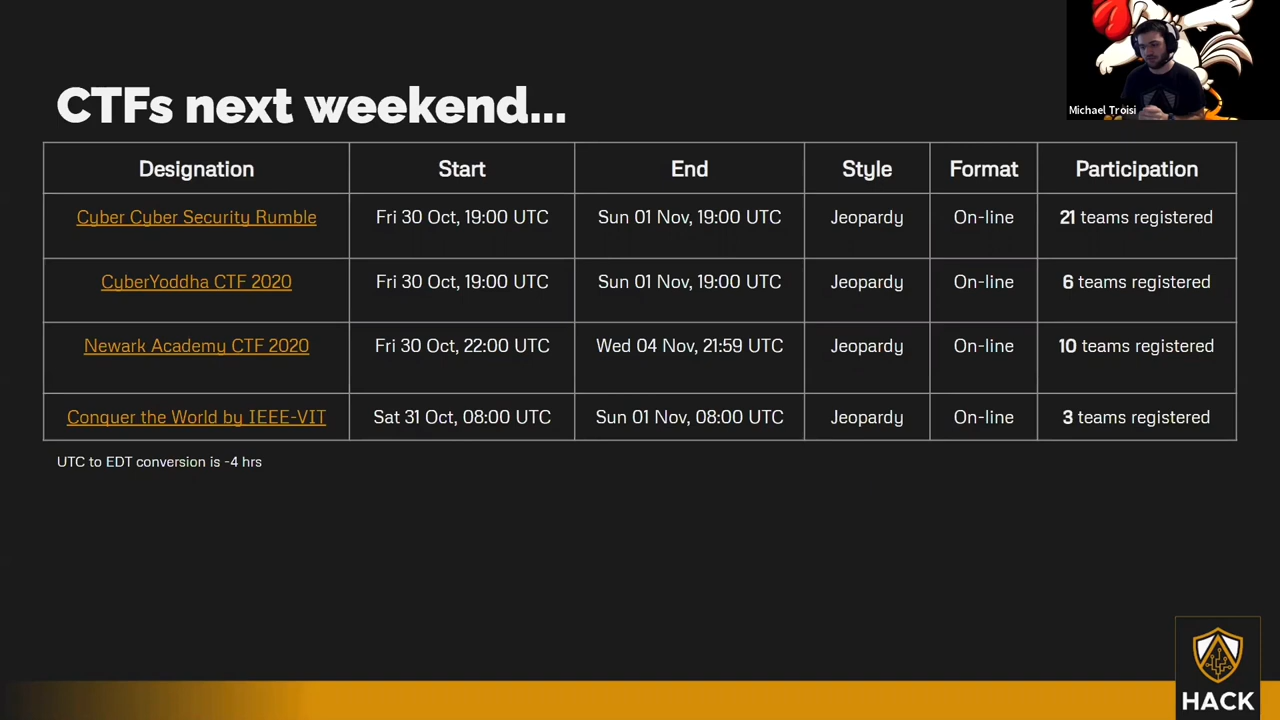 Michael Troisi
CTFs next weekend...
Designation Start End Style Format Participation
Cyber Cyber Security Rumble Fri 30 Oct, 19:00 UTC Sun 01 Nov, 19:00 UTC Jeopardy On-line 21 teams registered
CyberYoddha CTF 2020 Fri 30 Oct, 19:00 UTC Sun 01 Nov, 19:00 UTC Jeopardy On-line 6 teams registered
Newark Academy CTF 2020 Fri 30 Oct, 22:00 UTC Wed 04 Nov, 21:59 UTC Jeopardy On-line 10 teams registered
Conquer the World by IEEE-VIT Sat 31 Oct, 08:00 UTC Sun 01 Nov, 08:00 UTC Jeopardy On-line 3 teams registered
UTC to EDT conversion is -4 hrs
HACK